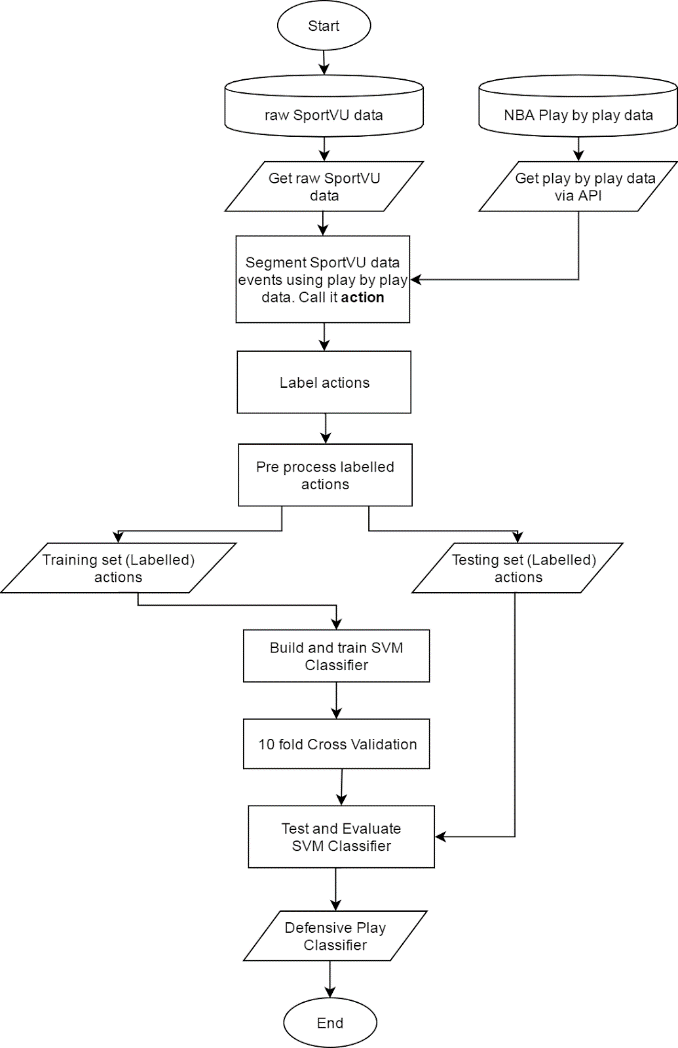 Start
raw SportVU data
NBA Play by play data
Get raw SportVU
data
Get play by play data
via API
Segment SportVU data
events using play by play
data. Call it action
Label actions
Pre process labelled
actions
Training set (Labelled)
actions
Testing set (Labelled)
actions
Build and train SVM
Classifier
10 fold Cross Validation
Test and Evaluate
SVM Classifier
Defensive Play
Classifier
End